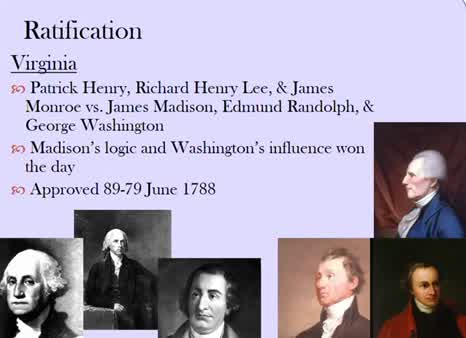 Ratification
Virginia
Patrick Henry, Richard Henry Lee, & James
Monroe vs. James Madison, Edmund Randolph, &
George Washington
Madison's logic and Washington's influence won
the day
Approved 89-79 June 1788